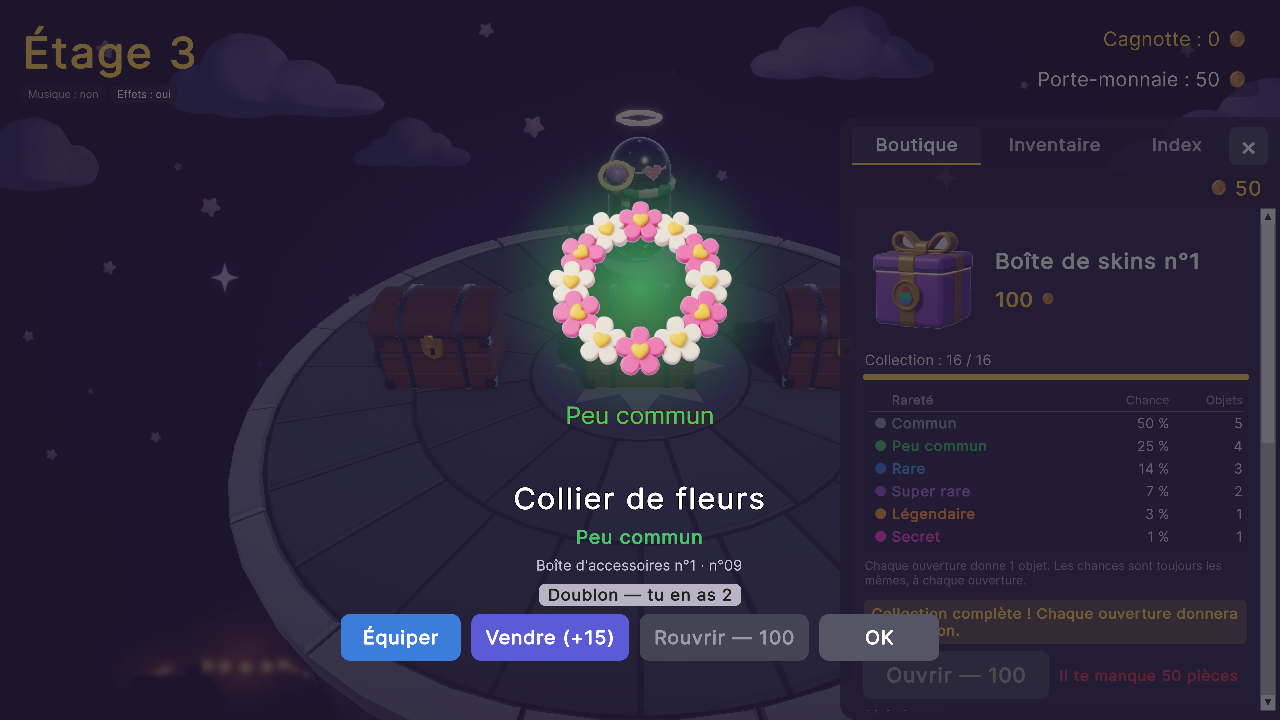 Étage 3
Musique : non Effets : oui
Cagnotte : 0
Porte-monnaie : 50
Boutique Inventaire Index ×
50
Boîte de skins n°1
100
Collection : 16 / 16
Rareté Chance Objets
Commun 50 % 5
Peu commun 25 % 4
Rare 14 % 3
Super rare 7 % 2
Légendaire 3 % 1
Secret 1 % 1
Chaque ouverture donne 1 objet. Les chances sont toujours les
mêmes, à chaque ouverture.
Collection complète ! Chaque ouverture donnera
on.
Ouvrir — 100 Il te manque 50 pièces
Peu commun
Collier de fleurs
Peu commun
Boîte d'accessoires n°1 · n°09
Doublon — tu en as 2
Équiper Vendre (+15) Rouvrir — 100 OK